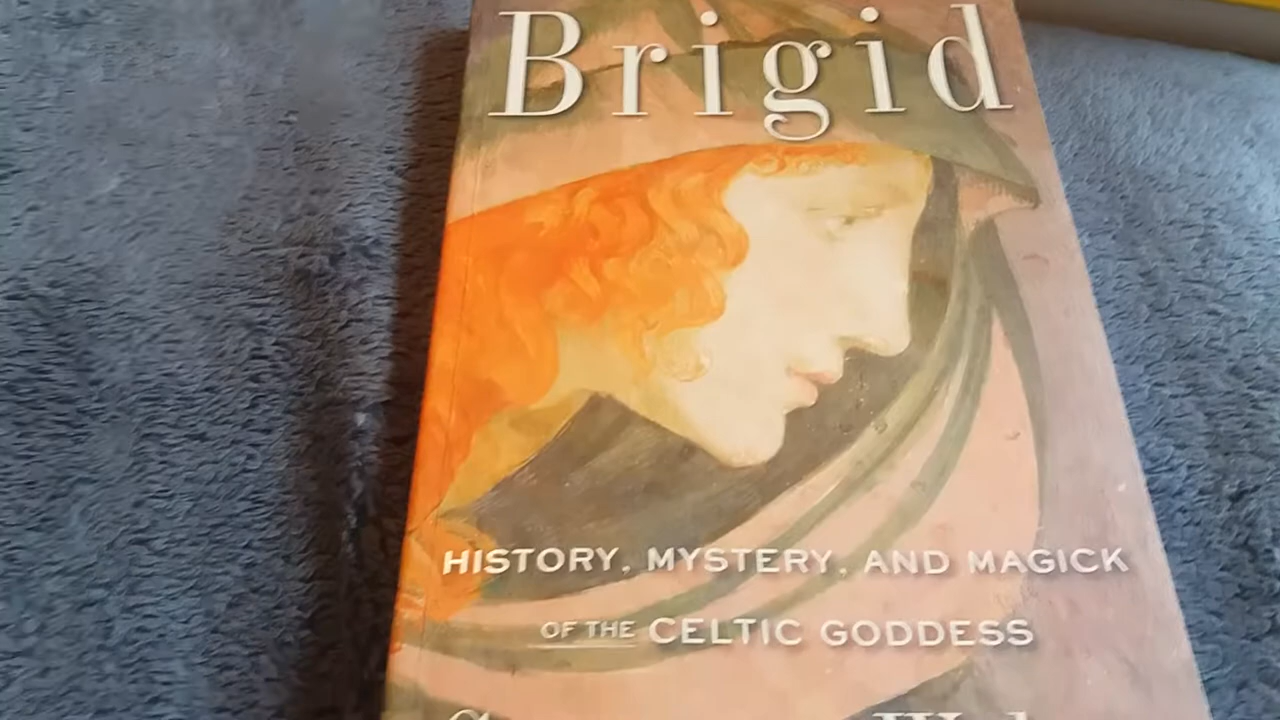 Brigid
HISTORY, MYSTERY, AND MAGICK
OF THE CELTIC GODDESS